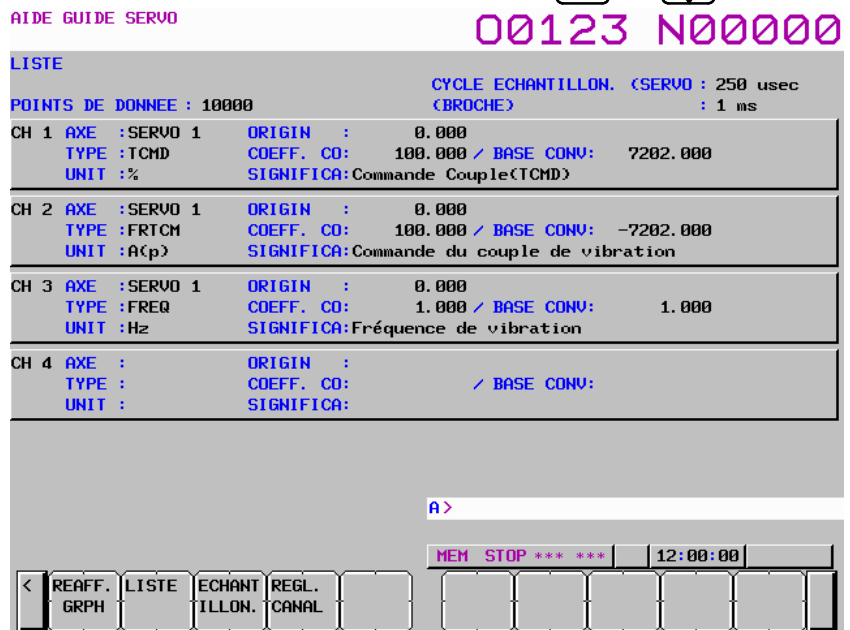 AIDE GUIDE SERVO
O0123 N00000
LISTE
CYCLE ECHANTILLON. (SERVO : 250 usec
POINTS DE DONNEE : 10000 (BROCHE) : 1 ms
CH 1 AXE :SERVO 1 ORIGIN : 0.000
TYPE :TCMD COEFF. CO: 100.000 / BASE CONV: 7202.000
UNIT :% SIGNIFICA:Commande Couple(TCMD)
CH 2 AXE :SERVO 1 ORIGIN : 0.000
TYPE :FRTCM COEFF. CO: 100.000 / BASE CONV: -7202.000
UNIT :A(p) SIGNIFICA:Commande du couple de vibration
CH 3 AXE :SERVO 1 ORIGIN : 0.000
TYPE :FREQ COEFF. CO: 1.000 / BASE CONV: 1.000
UNIT :Hz SIGNIFICA:Fréquence de vibration
CH 4 AXE : ORIGIN :
TYPE : COEFF. CO: / BASE CONV:
UNIT : SIGNIFICA:
A>
MEM STOP *** *** 12:00:00
< REAFF. LISTE ECHANT REGL.
GRPH ILLON. CANAL